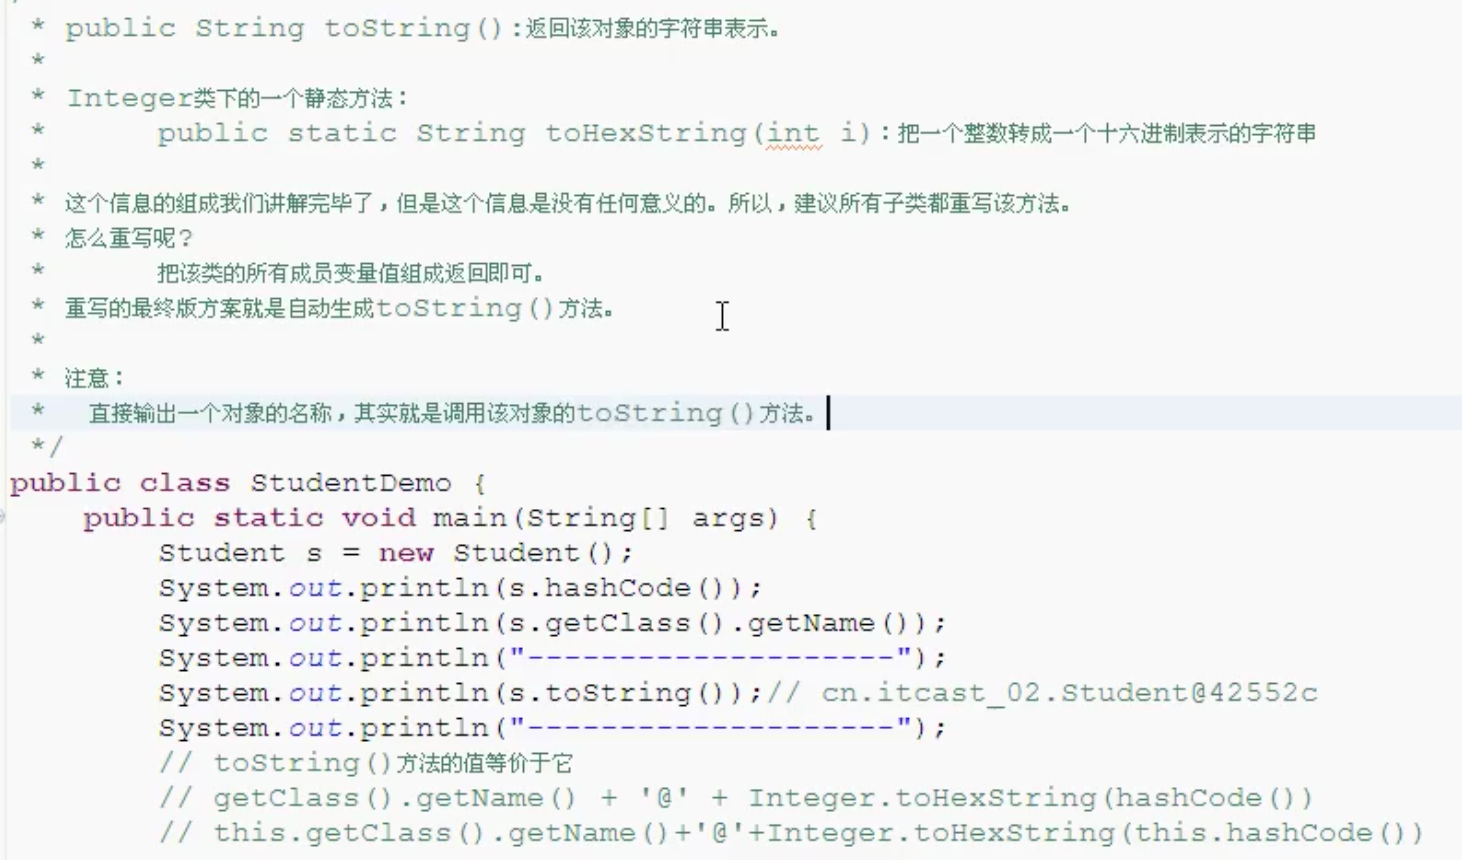 * public String toString():返回该对象的字符串表示。
*
* Integer类下的一个静态方法：
* public static String toHexString(int i)：把一个整数转成一个十六进制表示的字符串
*
* 这个信息的组成我们讲解完毕了，但是这个信息是没有任何意义的。所以，建议所有子类都重写该方法。
* 怎么重写呢？
* 把该类的所有成员变量值组成返回即可。
* 重写的最终版方案就是自动生成toString()方法。
*
* 注意：
* 直接输出一个对象的名称，其实就是调用该对象的toString()方法。
*/
public class StudentDemo {
public static void main(String[] args) {
Student s = new Student();
System.out.println(s.hashCode());
System.out.println(s.getClass().getName());
System.out.println("--------------------");
System.out.println(s.toString());// cn.itcast_02.Student@42552c
System.out.println("--------------------");
// toString()方法的值等价于它
// getClass().getName() + '@' + Integer.toHexString(hashCode())
// this.getClass().getName()+'@'+Integer.toHexString(this.hashCode())